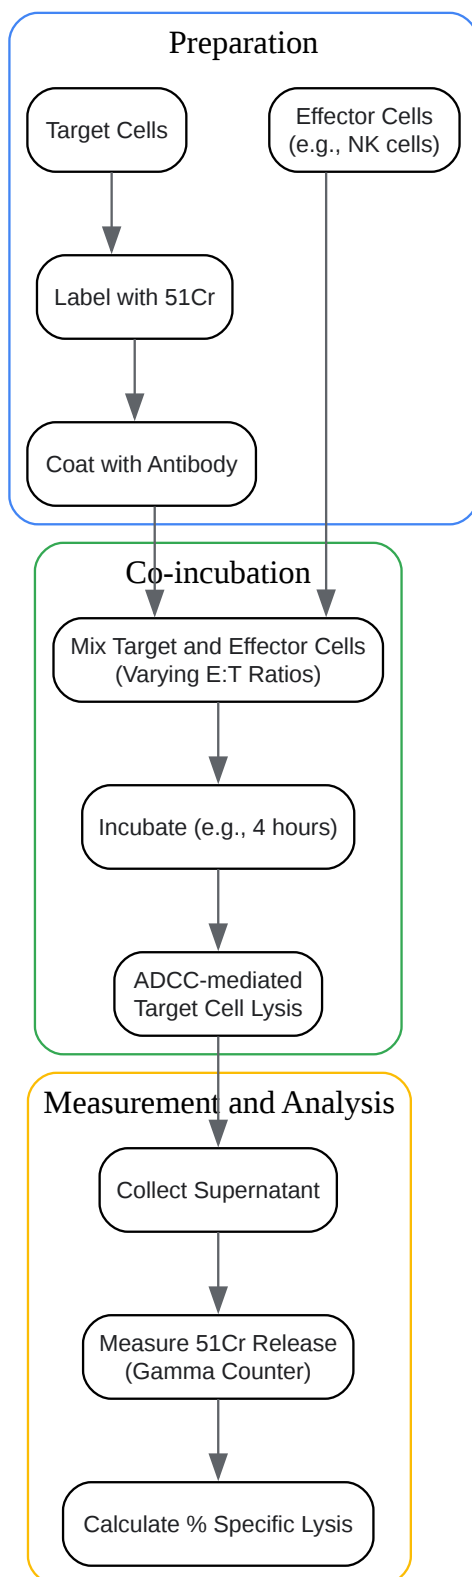 Preparation
Target Cells
Effector Cells
(e.g., NK cells)
Label with 51Cr
Coat with Antibody
Co-incubation
Mix Target and Effector Cells
(Varying E:T Ratios)
Incubate (e.g., 4 hours)
ADCC-mediated
Target Cell Lysis
Measurement and Analysis
Collect Supernatant
Measure 51Cr Release
(Gamma Counter)
Calculate % Specific Lysis